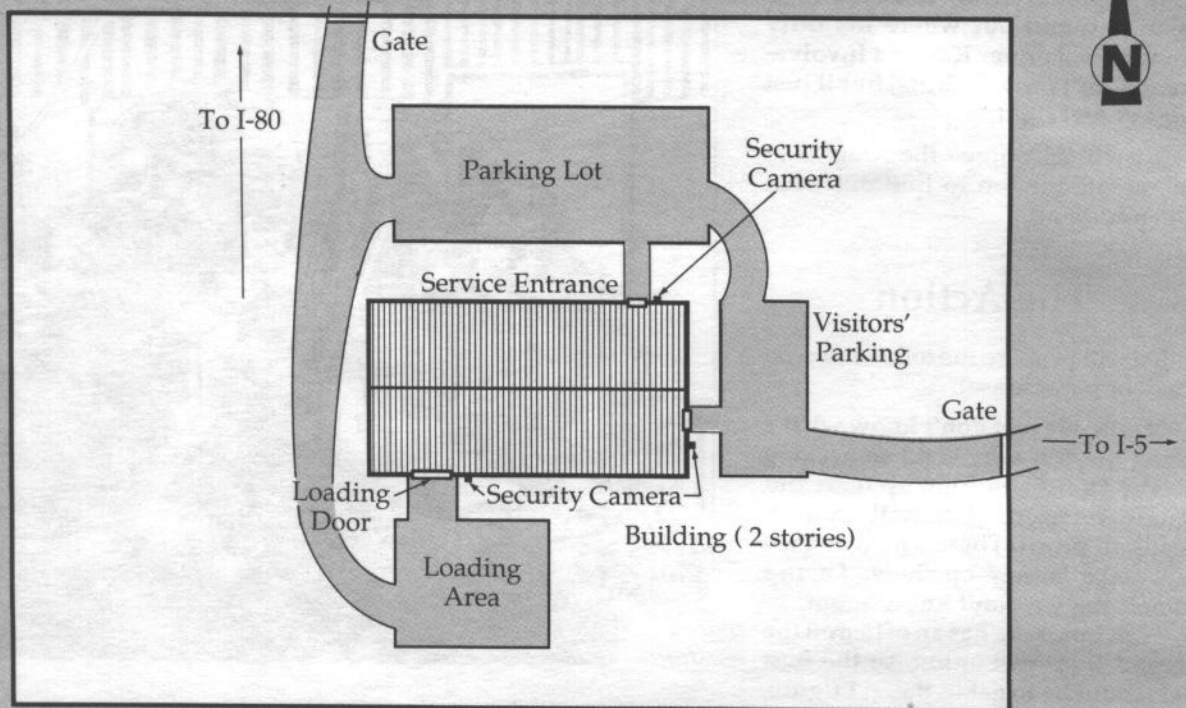 Gate
N
To I-80
Parking Lot
Security
Camera
Service Entrance
Visitors'
Parking
Gate
To I-5
Loading
Door
Security Camera
Building ( 2 stories)
Loading
Area